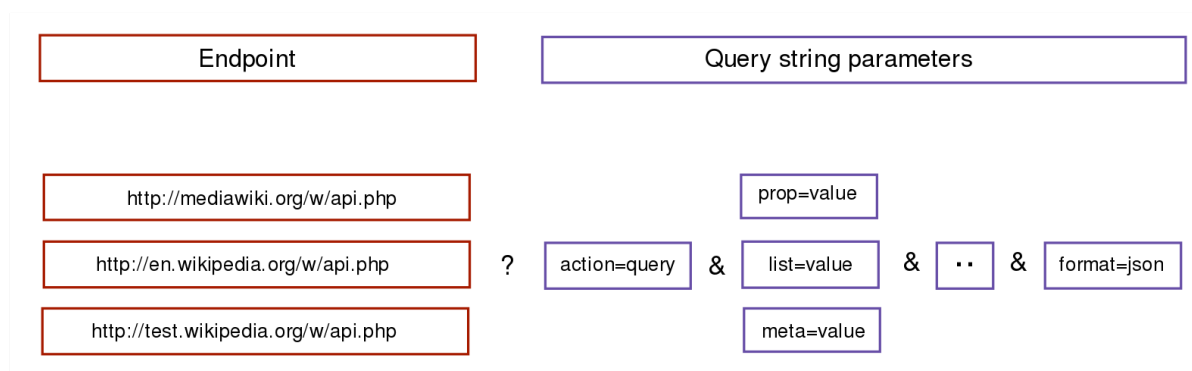 Endpoint
Query string parameters
http://mediawiki.org/w/api.php
prop=value
http://en.wikipedia.org/w/api.php ? action=query & list=value & .. & format=json
http://test.wikipedia.org/w/api.php
meta=value